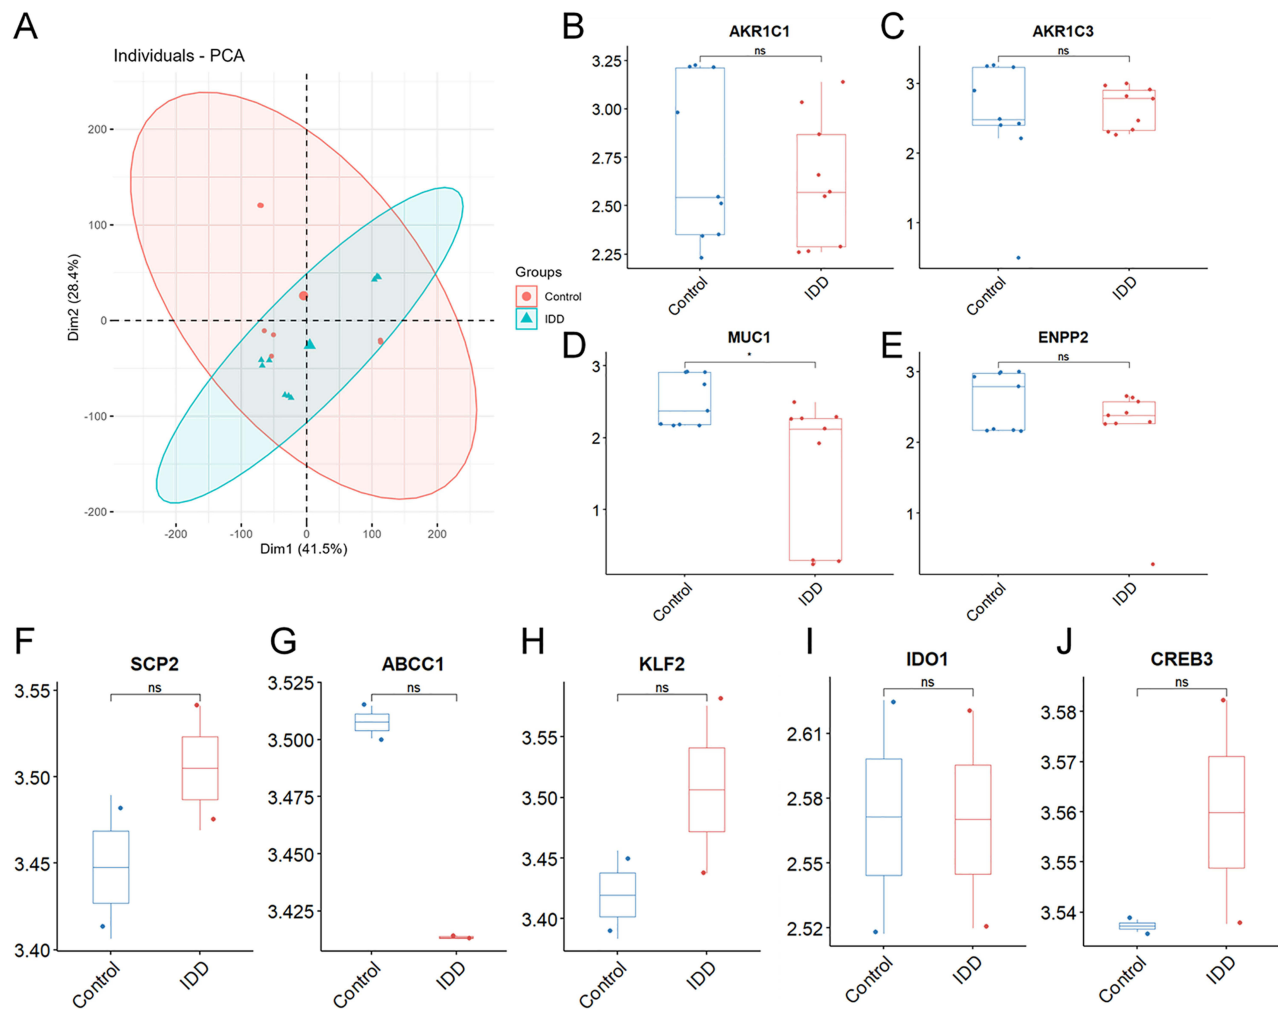 A
Individuals - PCA
200
100
0
-100
-200
Dim2 (28.4%)
-200 -100 0 100 200
Dim1 (41.5%)
Groups
Control
IDD
B
AKR1C1
ns
3.25
3.00
2.75
2.50
2.25
Control IDD
C
AKR1C3
ns
3
2
1
Control IDD
D
MUC1
*
3
2
1
Control IDD
E
ENPP2
ns
3
2
1
Control IDD
F
SCP2
ns
3.55
3.50
3.45
3.40
Control IDD
G
ABCC1
ns
3.525
3.500
3.475
3.450
3.425
Control IDD
H
KLF2
ns
3.55
3.50
3.45
3.40
Control IDD
I
IDO1
ns
2.61
2.58
2.55
2.52
Control IDD
J
CREB3
ns
3.58
3.57
3.56
3.55
3.54
Control IDD